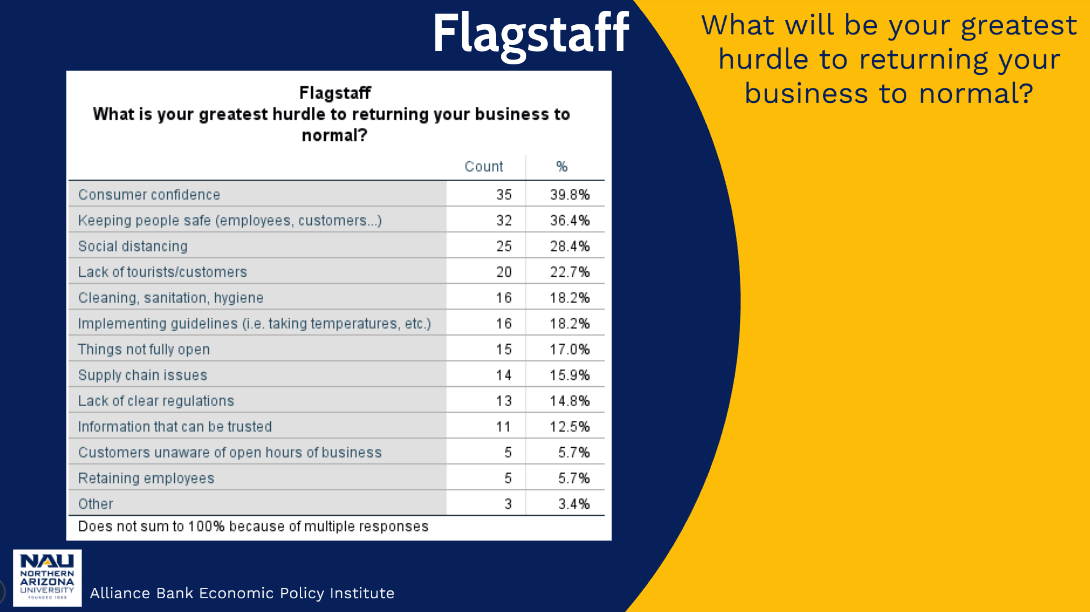 Flagstaff
What will be your greatest
hurdle to returning your
business to normal?
Flagstaff
What is your greatest hurdle to returning your business to
normal?
Count %
Consumer confidence 35 39.8%
Keeping people safe (employees, customers...) 32 36.4%
Social distancing 25 28.4%
Lack of tourists/customers 20 22.7%
Cleaning, sanitation, hygiene 16 18.2%
Implementing guidelines (i.e. taking temperatures, etc.) 16 18.2%
Things not fully open 15 17.0%
Supply chain issues 14 15.9%
Lack of clear regulations 13 14.8%
Information that can be trusted 11 12.5%
Customers unaware of open hours of business 5 5.7%
Retaining employees 5 5.7%
Other 3 3.4%
Does not sum to 100% because of multiple responses
NAU
NORTHERN
ARIZONA
UNIVERSITY
Alliance Bank Economic Policy Institute